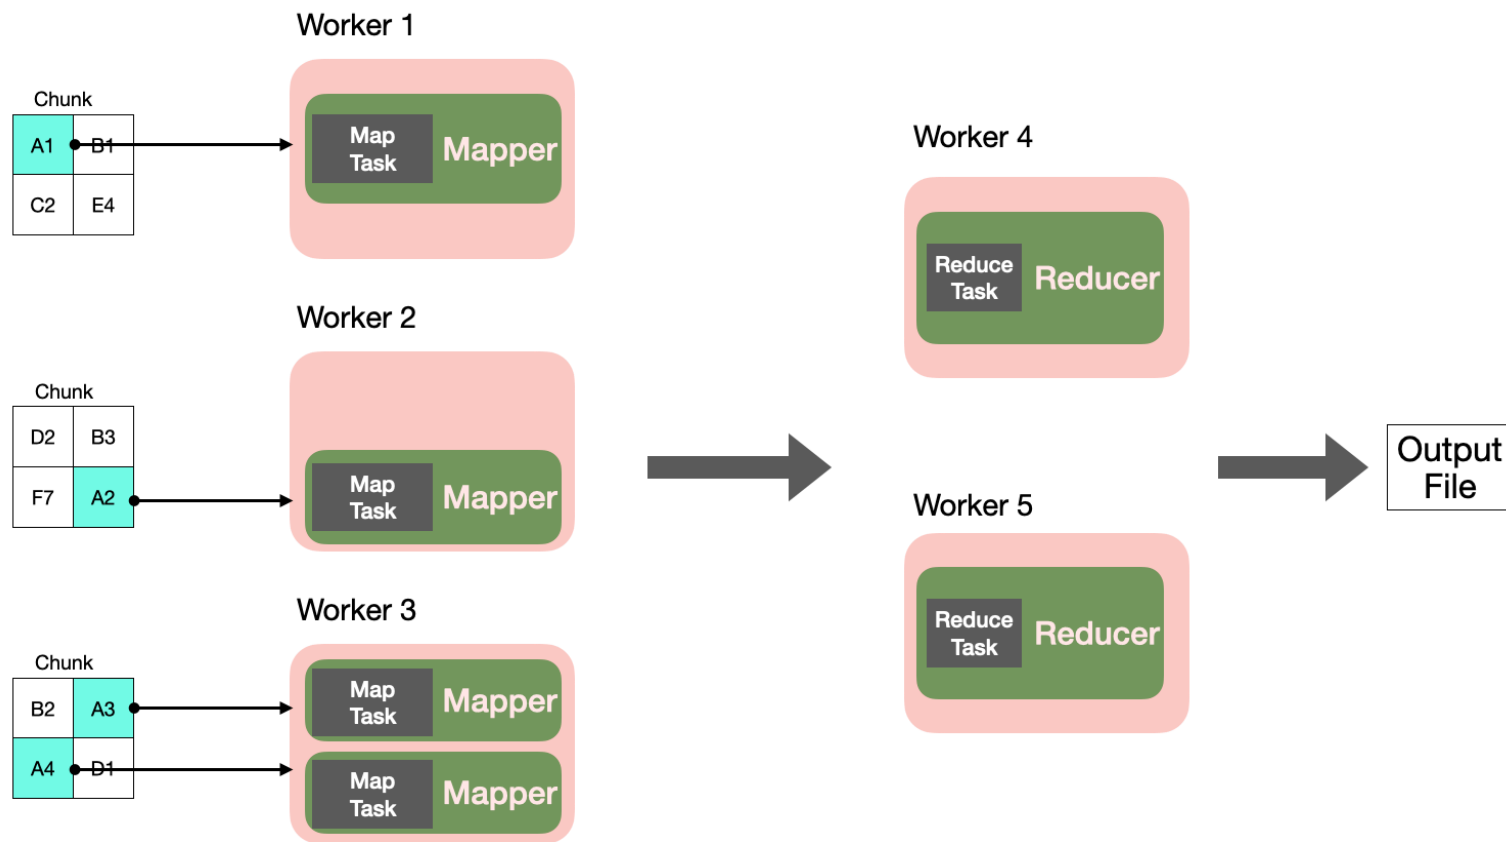 Worker 1
Chunk
A1 B1
C2 E4
Map
Task
Mapper
Worker 2
Chunk
D2 B3
F7 A2
Map
Task
Mapper
Worker 3
Chunk
B2 A3
A4 D1
Map
Task
Mapper
Map
Task
Mapper
Worker 4
Reduce
Task
Reducer
Worker 5
Reduce
Task
Reducer
Output
File